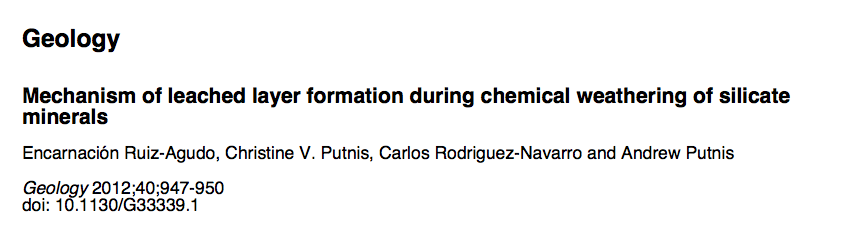 Geology
Mechanism of leached layer formation during chemical weathering of silicate
minerals
Encarnación Ruiz-Agudo, Christine V. Putnis, Carlos Rodriguez-Navarro and Andrew Putnis
Geology 2012;40;947-950
doi: 10.1130/G33339.1